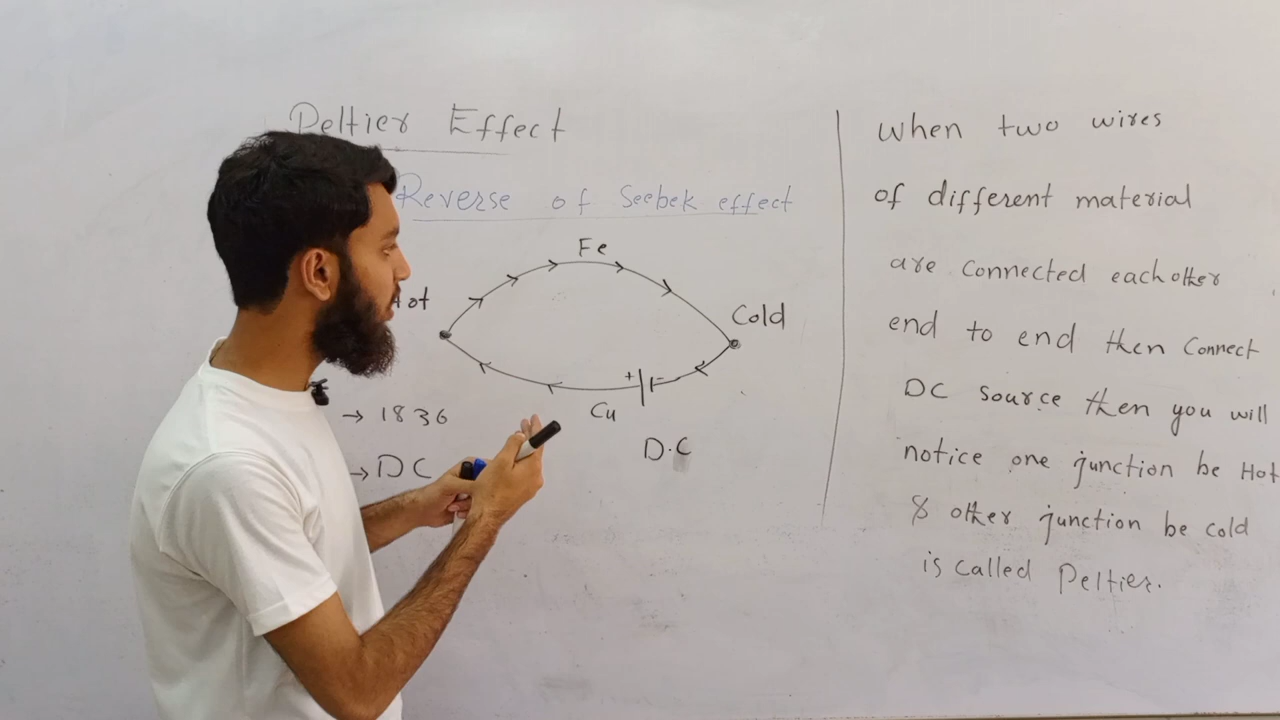 Peltier Effect
Reverse of Seebek effect
Fe
Hot
Cold
+ -
Cu
D.C
→ 1836
→ DC
When two wires
of different material
are Connected each other
end to end then Connect
DC source then you will
notice one junction be Hot
& other junction be cold
is called Peltier.